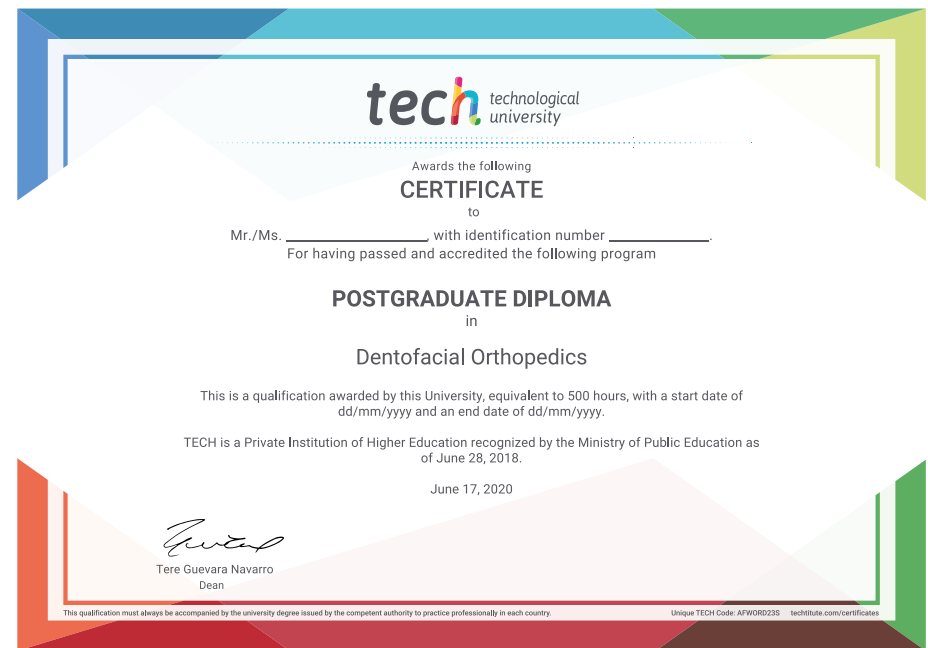 tech technological
university
Awards the following
CERTIFICATE
to
Mr./Ms. ____________________, with identification number ______________.
For having passed and accredited the following program
POSTGRADUATE DIPLOMA
in
Dentofacial Orthopedics
This is a qualification awarded by this University, equivalent to 500 hours, with a start date of
dd/mm/yyyy and an end date of dd/mm/yyyy.
TECH is a Private Institution of Higher Education recognized by the Ministry of Public Education as
of June 28, 2018.
June 17, 2020
Tere Guevara Navarro
Dean
This qualification must always be accompanied by the university degree issued by the competent authority to practice professionally in each country.
Unique TECH Code: AFWORD23S techtitute.com/certificates